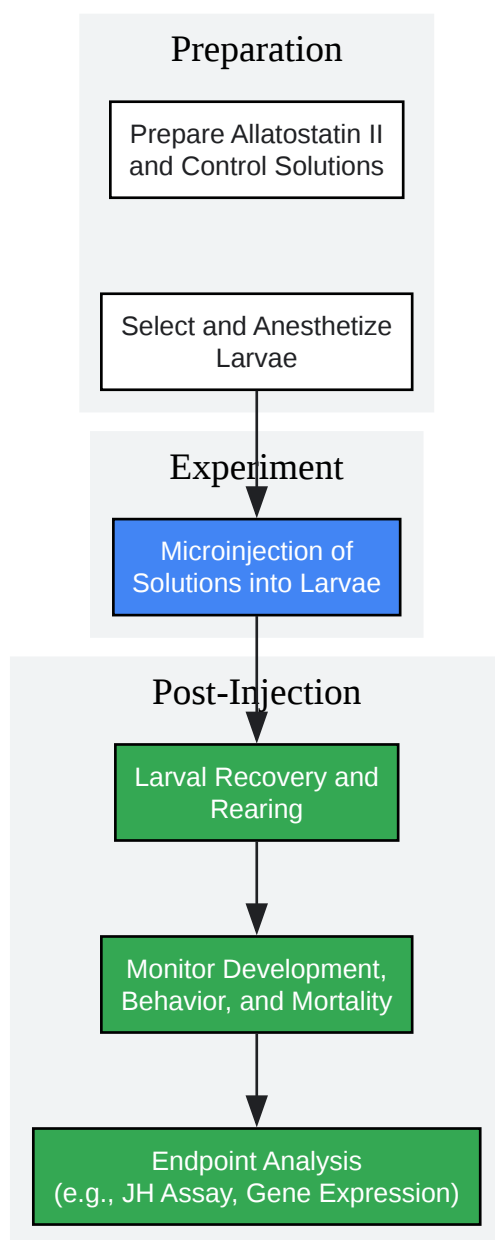 Preparation
Prepare Allatostatin II
and Control Solutions
Select and Anesthetize
Larvae
Experiment
Microinjection of
Solutions into Larvae
Post-Injection
Larval Recovery and
Rearing
Monitor Development,
Behavior, and Mortality
Endpoint Analysis
(e.g., JH Assay, Gene Expression)